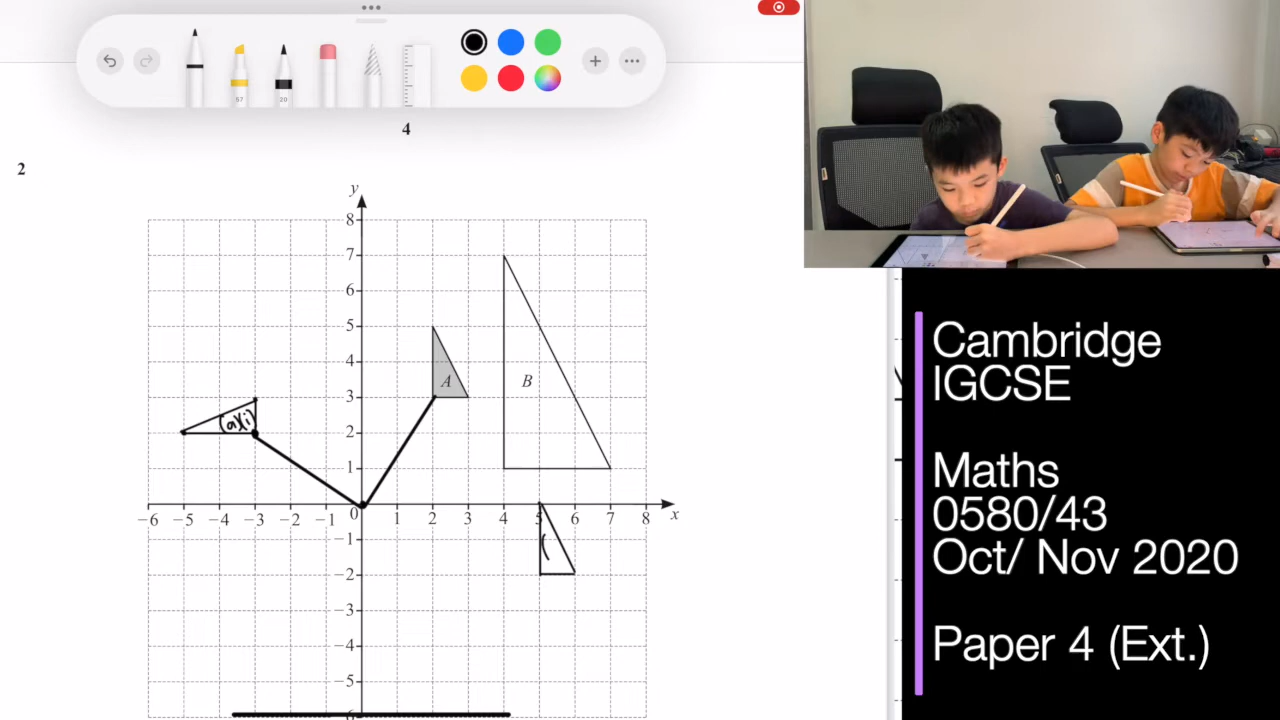 57
20
4
2
y
8
7
6
5
4
3
2
1
A
B
(a)(i)
−6 −5 −4 −3 −2 −1 0 1 2 3 4 5 6 7 8 x
(
−1
−2
−3
−4
−5
Cambridge
IGCSE
Maths
0580/43
Oct/ Nov 2020
Paper 4 (Ext.)